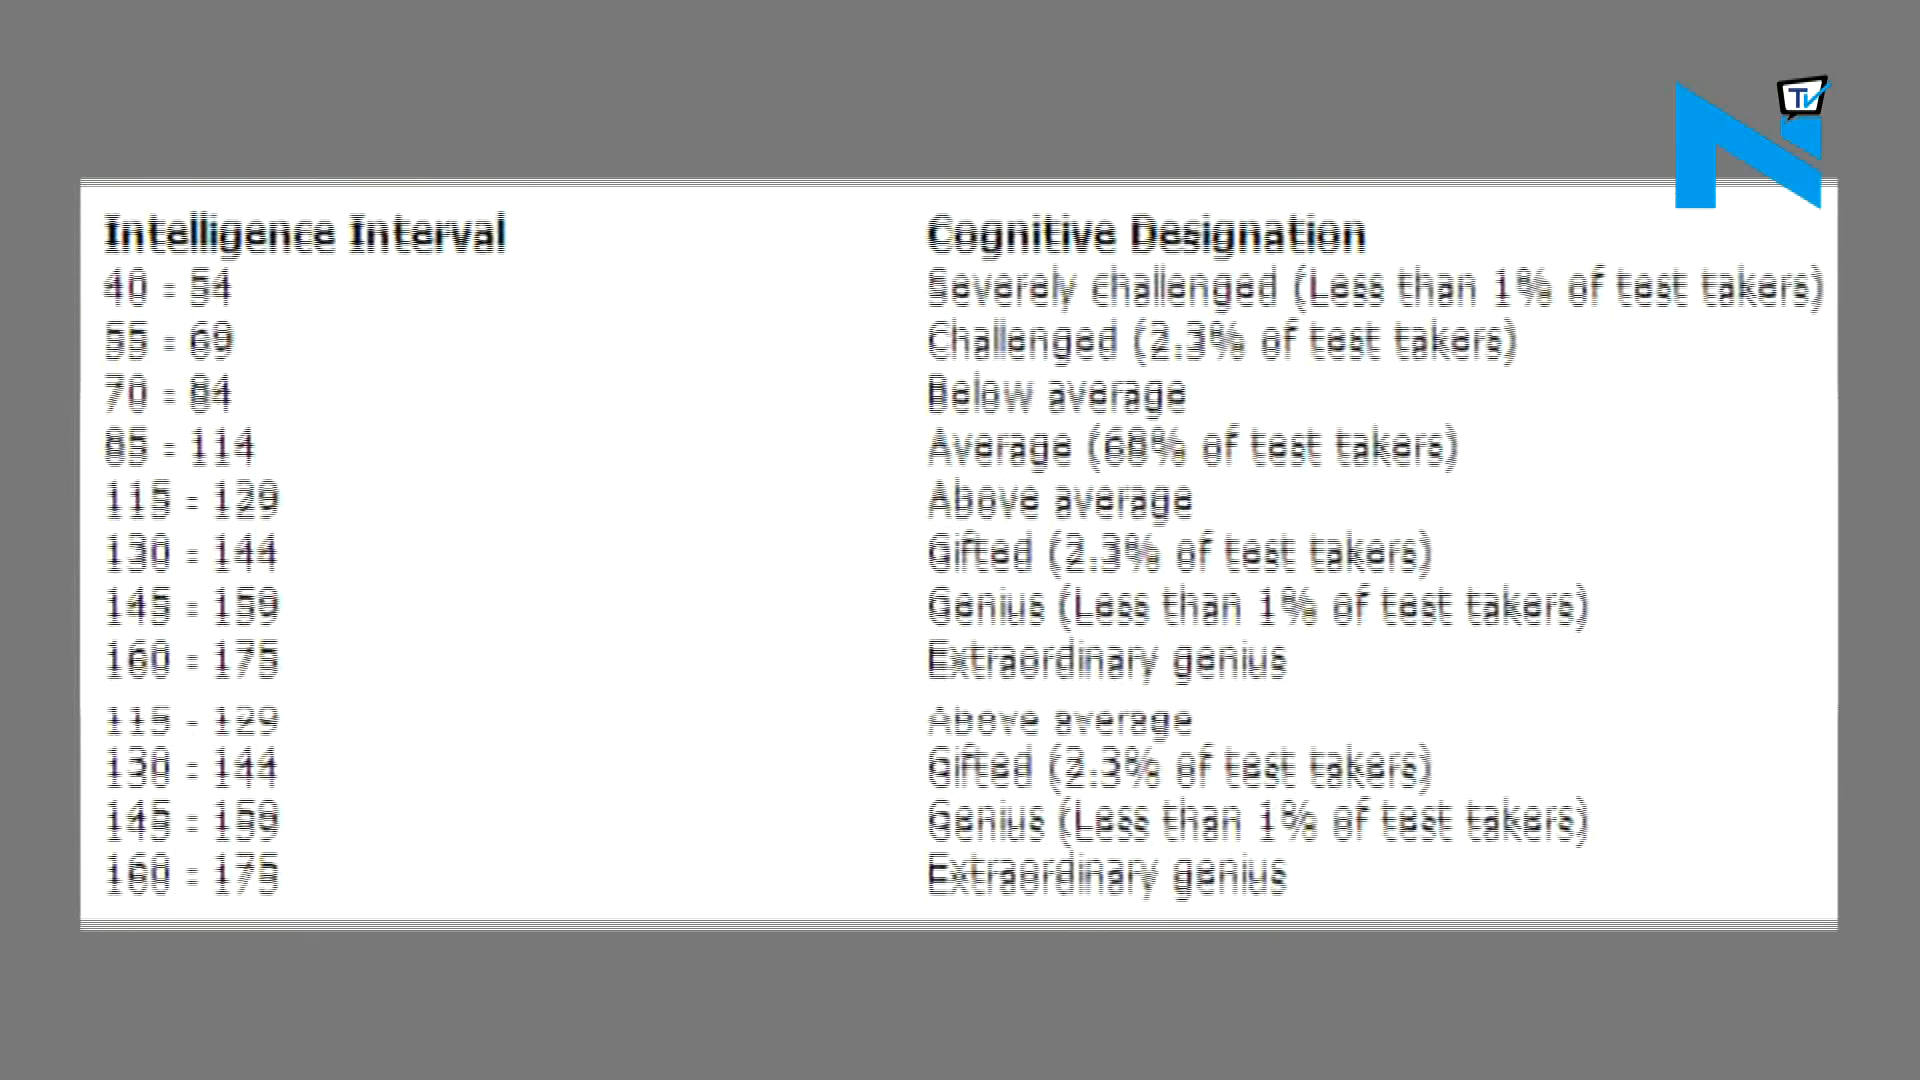 TV
Intelligence Interval Cognitive Designation
40 - 54 Severely challenged (Less than 1% of test takers)
55 - 69 Challenged (2.3% of test takers)
70 - 84 Below average
85 - 114 Average (68% of test takers)
115 - 129 Above average
130 - 144 Gifted (2.3% of test takers)
145 - 159 Genius (Less than 1% of test takers)
160 - 175 Extraordinary genius
115 - 129 Above average
130 - 144 Gifted (2.3% of test takers)
145 - 159 Genius (Less than 1% of test takers)
160 - 175 Extraordinary genius